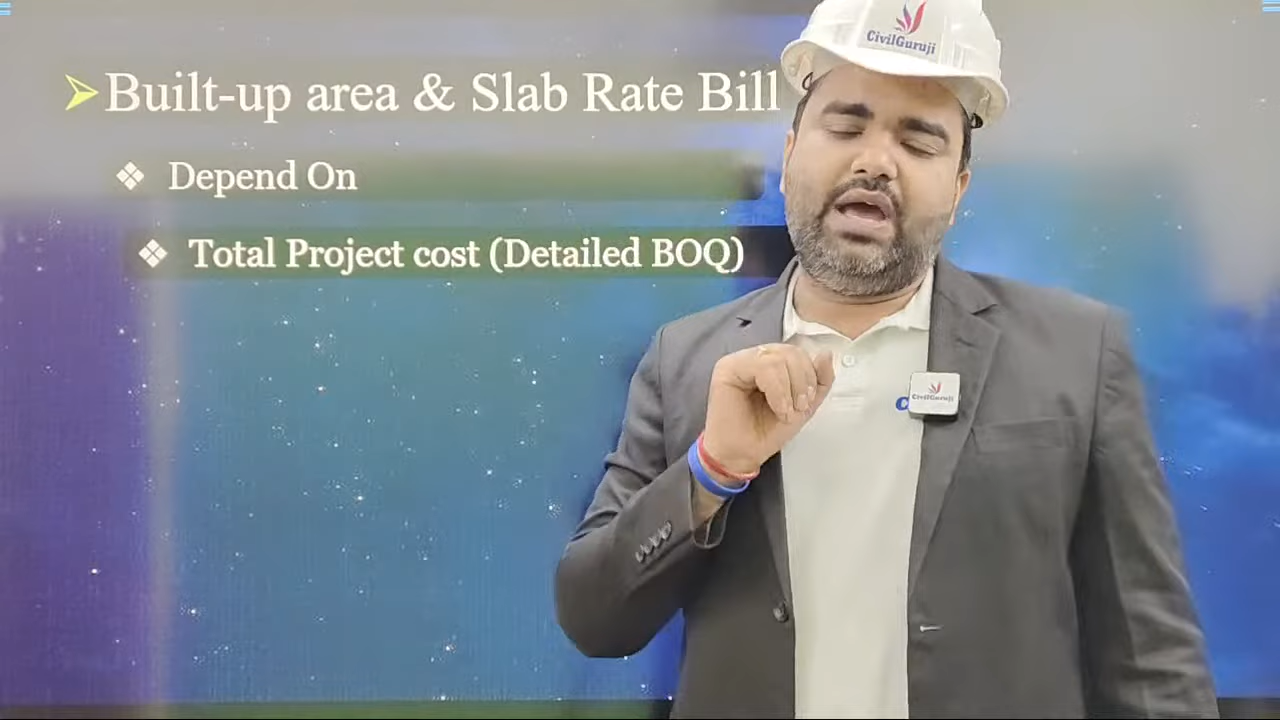 CivilGuruji
Built-up area & Slab Rate Bill
Depend On
Total Project cost (Detailed BOQ)
CivilGuruji
C